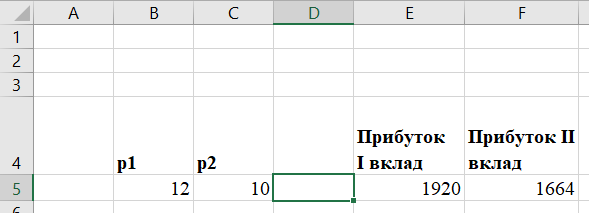 A B C D E F
1
2
3
Прибуток Прибуток II
4 p1 p2 I вклад вклад
5 12 10 1920 1664
6